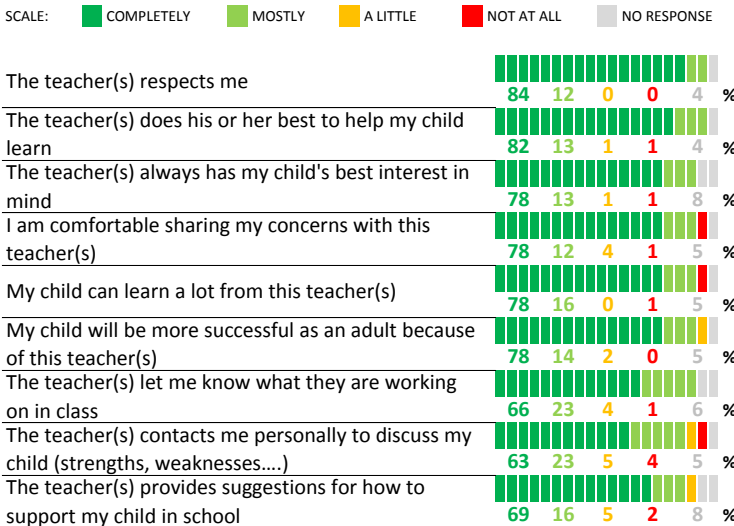 SCALE: COMPLETELY MOSTLY A LITTLE NOT AT ALL NO RESPONSE
The teacher(s) respects me
84 12 0 0 4 %
The teacher(s) does his or her best to help my child
learn
82 13 1 1 4 %
The teacher(s) always has my child's best interest in
mind
78 13 1 1 8 %
I am comfortable sharing my concerns with this
teacher(s)
78 12 4 1 5 %
My child can learn a lot from this teacher(s)
78 16 0 1 5 %
My child will be more successful as an adult because
of this teacher(s)
78 14 2 0 5 %
The teacher(s) let me know what they are working
on in class
66 23 4 1 6 %
The teacher(s) contacts me personally to discuss my
child (strengths, weaknesses....)
63 23 5 4 5 %
The teacher(s) provides suggestions for how to
support my child in school
69 16 5 2 8 %